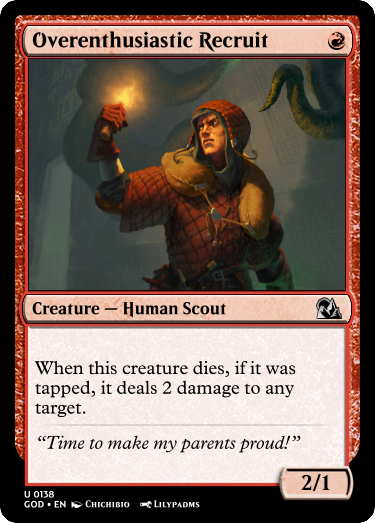 Overenthusiastic Recruit
Creature — Human Scout
When this creature dies, if it was
tapped, it deals 2 damage to any
target.
“Time to make my parents proud!”
2/1
U 0138
GOD • EN Chichibio Lilypadms